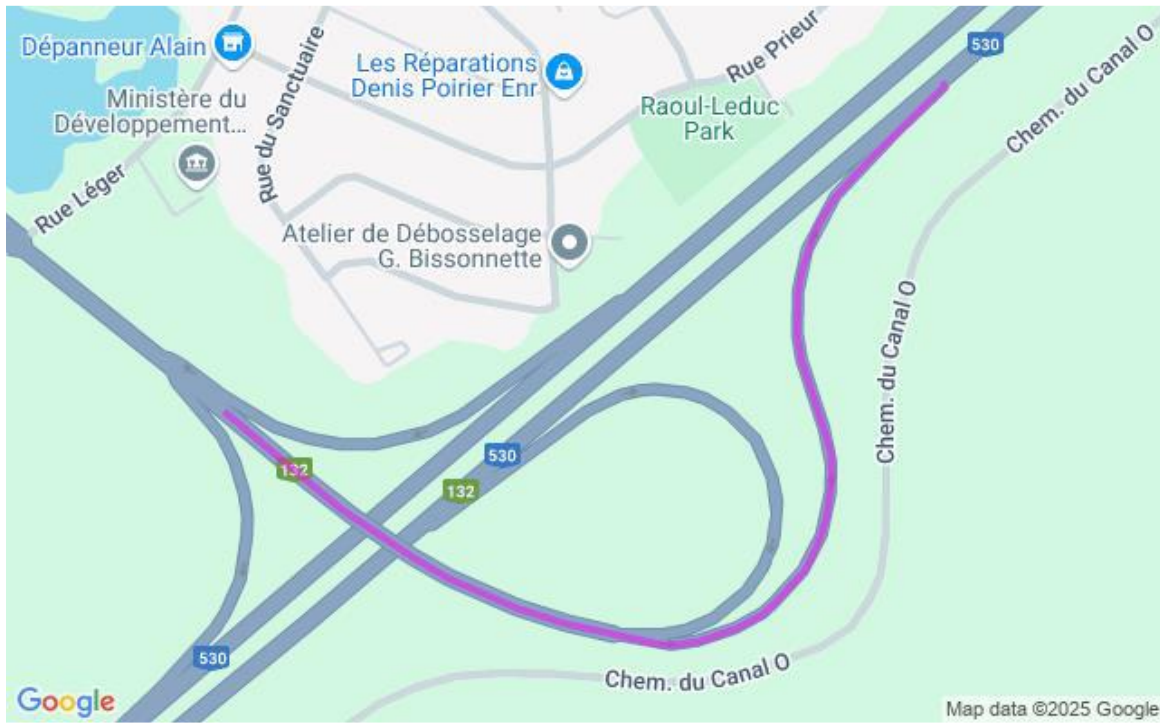 Dépanneur Alain
Les Réparations
Denis Poirier Enr
Rue Prieur
530
Chem. du Canal O
Ministère du
Développement...
Rue du Sanctuaire
Raoul-Leduc
Park
Rue Léger
Atelier de Débosselage
G. Bissonnette
Chem. du Canal O
132
530
132
530
Chem. du Canal O
Google
Map data ©2025 Google